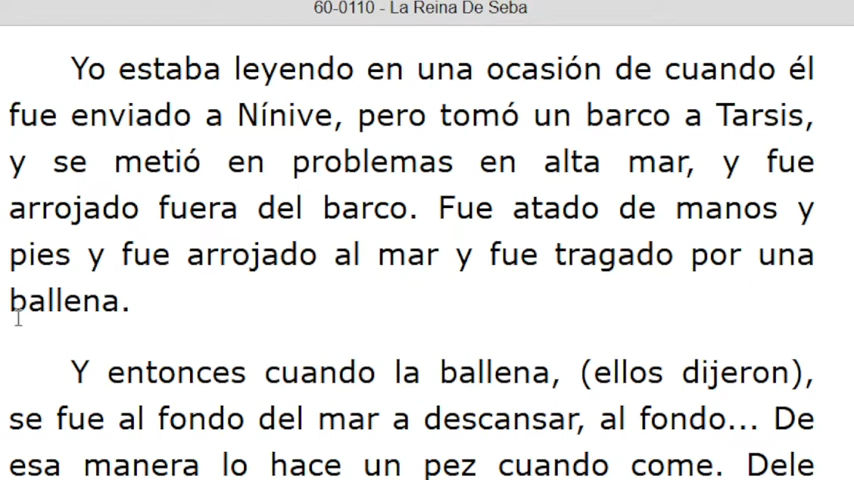 60-0110 - La Reina De Seba
Yo estaba leyendo en una ocasión de cuando él
fue enviado a Nínive, pero tomó un barco a Tarsis,
y se metió en problemas en alta mar, y fue
arrojado fuera del barco. Fue atado de manos y
pies y fue arrojado al mar y fue tragado por una
ballena.
Y entonces cuando la ballena, (ellos dijeron),
se fue al fondo del mar a descansar, al fondo... De
esa manera lo hace un pez cuando come. Dele